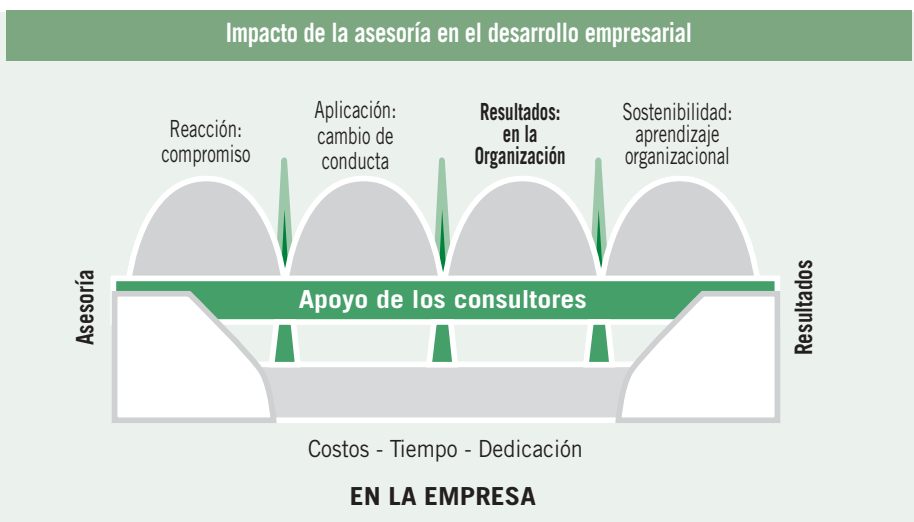 Impacto de la asesoría en el desarrollo empresarial
Reacción:
compromiso
Aplicación:
cambio de
conducta
Resultados:
en la
Organización
Sostenibilidad:
aprendizaje
organizacional
Asesoría
Apoyo de los consultores
Resultados
Costos - Tiempo - Dedicación
EN LA EMPRESA